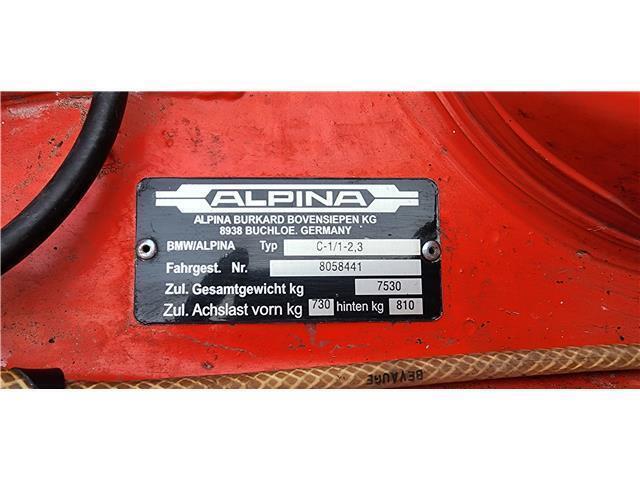 ALPINA
ALPINA BURKARD BOVENSIEPEN KG
8938 BUCHLOE. GERMANY
BMW/ALPINA Typ C-1/1-2,3
Fahrgest. Nr. 8058441
Zul. Gesamtgewicht kg 7530
Zul. Achslast vorn kg 730 hinten kg 810